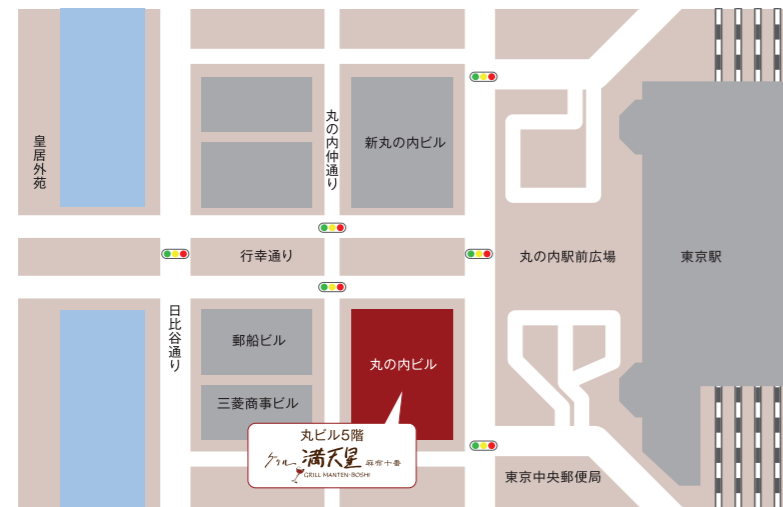 皇居外苑
丸の内仲通り
新丸の内ビル
行幸通り
丸の内駅前広場
東京駅
日比谷通り
郵船ビル
丸の内ビル
三菱商事ビル
丸ビル5階
グリル 満天星 麻布十番
GRILL MANTEN-BOSHI
東京中央郵便局